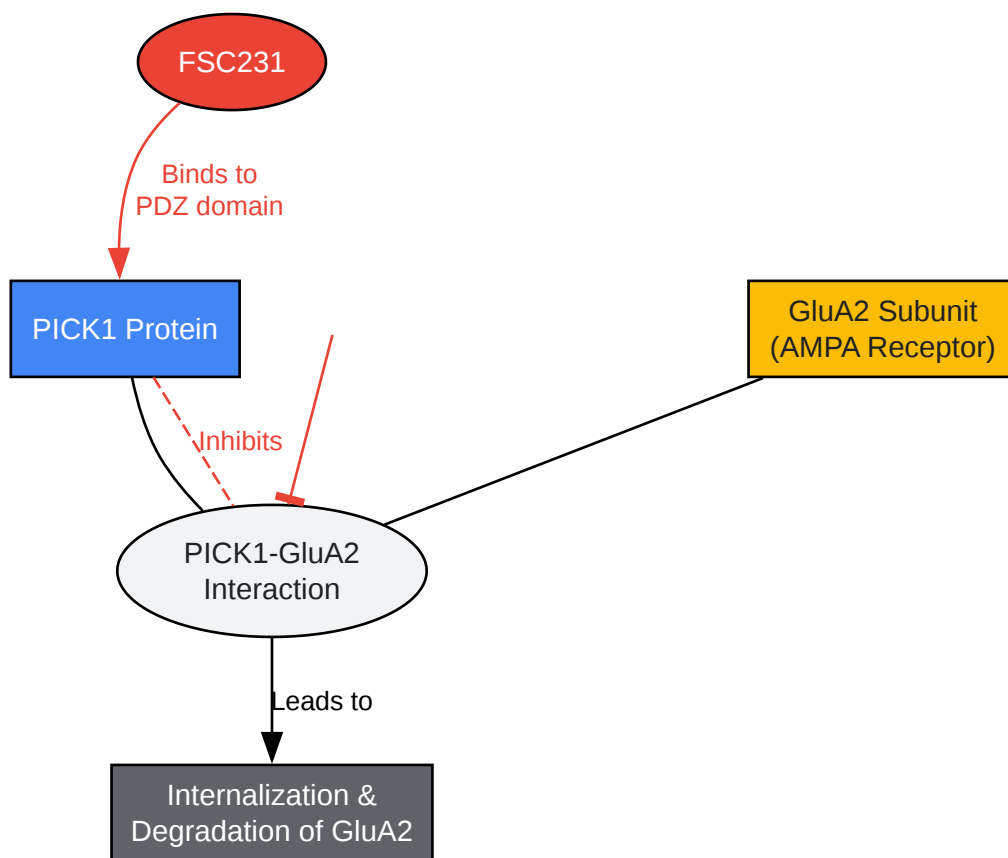 FSC231
Binds to
PDZ domain
PICK1 Protein
GluA2 Subunit
(AMPA Receptor)
Inhibits
PICK1-GluA2
Interaction
Leads to
Internalization &
Degradation of GluA2